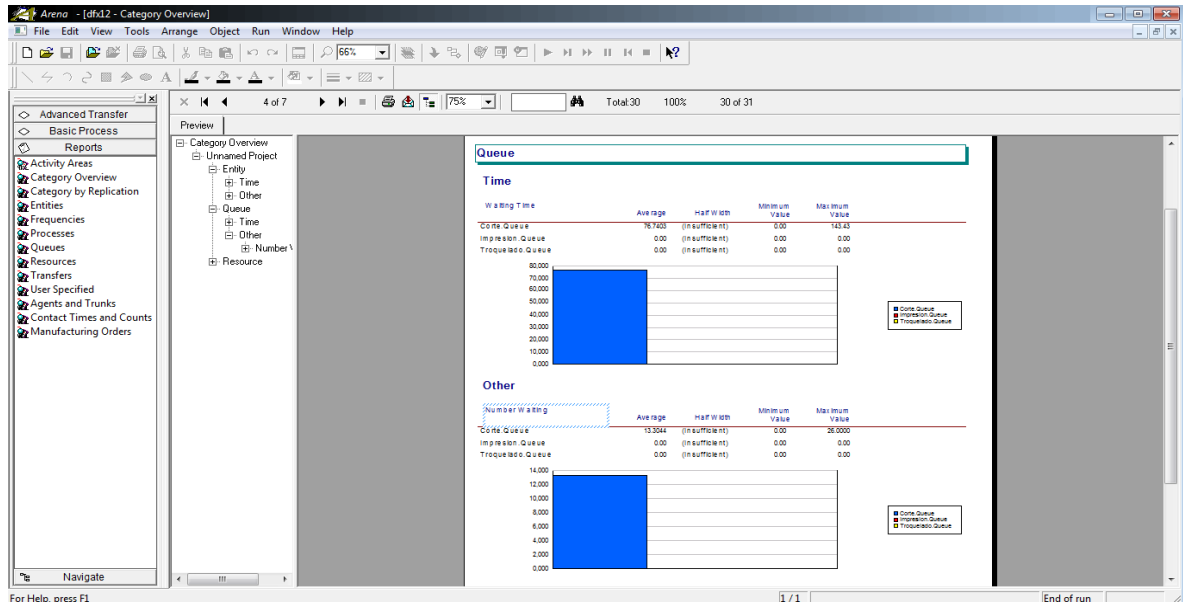 Arena - [dfx12 - Category Overview]
File Edit View Tools Arrange Object Run Window Help
66%
4 of 7 75% Total:30 100% 30 of 31
Preview
Advanced Transfer
Basic Process
Reports
Activity Areas
Category Overview
Category by Replication
Entities
Frequencies
Processes
Queues
Resources
Transfers
User Specified
Agents and Trunks
Contact Times and Counts
Manufacturing Orders
Navigate
Category Overview
Unnamed Project
Entity
Time
Other
Queue
Time
Other
Number
Resource
Queue
Time
Waiting Time Average Half Width Minimum Value Maximum Value
Corte.Queue 76.7403 (Insufficient) 0.00 143.43
Impresion.Queue 0.00 (Insufficient) 0.00 0.00
Troquelado.Queue 0.00 (Insufficient) 0.00 0.00
80,000
70,000
60,000
50,000
40,000
30,000
20,000
10,000
0,000
Corte.Queue
Impresion.Queue
Troquelado.Queue
Other
Number Waiting Average Half Width Minimum Value Maximum Value
Corte.Queue 13.3044 (Insufficient) 0.00 26.0000
Impresion.Queue 0.00 (Insufficient) 0.00 0.00
Troquelado.Queue 0.00 (Insufficient) 0.00 0.00
14,000
12,000
10,000
8,000
6,000
4,000
2,000
0,000
Corte.Queue
Impresion.Queue
Troquelado.Queue
For Help, press F1 1 / 1 End of run